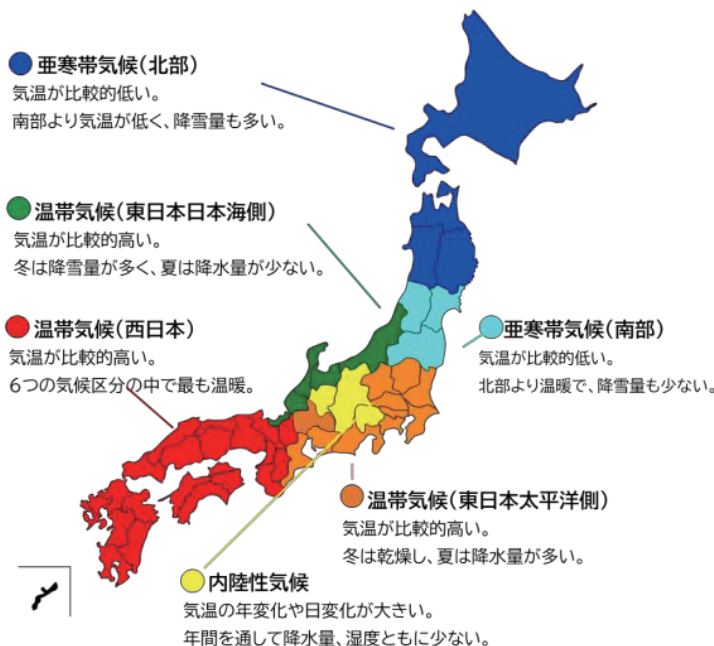 亜寒帯気候(北部)
気温が比較的低い。
南部より気温が低く、降雪量も多い。
温帯気候(東日本日本海側)
気温が比較的高い。
冬は降雪量が多く、夏は降水量が少ない。
温帯気候(西日本)
気温が比較的高い。
6つの気候区分の中で最も温暖。
亜寒帯気候(南部)
気温が比較的低い。
北部より温暖で、降雪量も少ない。
温帯気候(東日本太平洋側)
気温が比較的高い。
冬は乾燥し、夏は降水量が多い。
内陸性気候
気温の年変化や日変化が大きい。
年間を通して降水量、湿度ともに少ない。